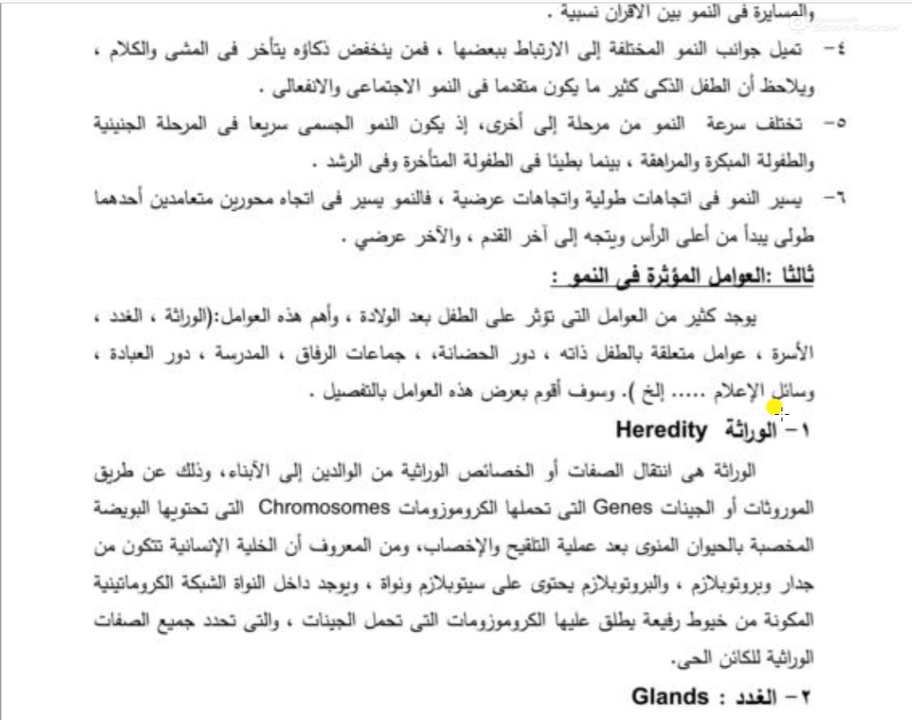 والمسايرة فى النمو بين الأقران نسبية .
٤- تميل جوانب النمو المختلفة إلى الارتباط ببعضها ، فمن ينخفض ذكاؤه يتأخر فى المشى والكلام ،
ويلاحظ أن الطفل الذكى كثير ما يكون متقدما فى النمو الاجتماعى والانفعالى .
٥- تختلف سرعة النمو من مرحلة إلى أخرى، إذ يكون النمو الجسمى سريعا فى المرحلة الجنينية
والطفولة المبكرة والمراهقة ، بينما بطيئا فى الطفولة المتأخرة وفى الرشد .
٦- يسير النمو فى اتجاهات طولية واتجاهات عرضية ، فالنمو يسير فى اتجاه محورين متعامدين أحدهما
طولى يبدأ من أعلى الرأس ويتجه إلى آخر القدم ، والآخر عرضي .
ثالثا :العوامل المؤثرة فى النمو :
يوجد كثير من العوامل التى تؤثر على الطفل بعد الولادة ، وأهم هذه العوامل:(الوراثة ، الغدد ،
الأسرة ، عوامل متعلقة بالطفل ذاته ، دور الحضانة، ، جماعات الرفاق ، المدرسة ، دور العبادة ،
وسائل الإعلام ..... إلخ ). وسوف أقوم بعرض هذه العوامل بالتفصيل .
١- الوراثة Heredity
الوراثة هى انتقال الصفات أو الخصائص الوراثية من الوالدين إلى الأبناء، وذلك عن طريق
الموروثات أو الجينات Genes التى تحملها الكروموزومات Chromosomes التى تحتويها البويضة
المخصبة بالحيوان المنوى بعد عملية التلقيح والإخصاب، ومن المعروف أن الخلية الإنسانية تتكون من
جدار وبروتوبلازم ، والبروتوبلازم يحتوى على سيتوبلازم ونواة ، ويوجد داخل النواة الشبكة الكروماتينية
المكونة من خيوط رفيعة يطلق عليها الكروموزومات التى تحمل الجينات ، والتى تحدد جميع الصفات
الوراثية للكائن الحى.
٢- الغدد : Glands